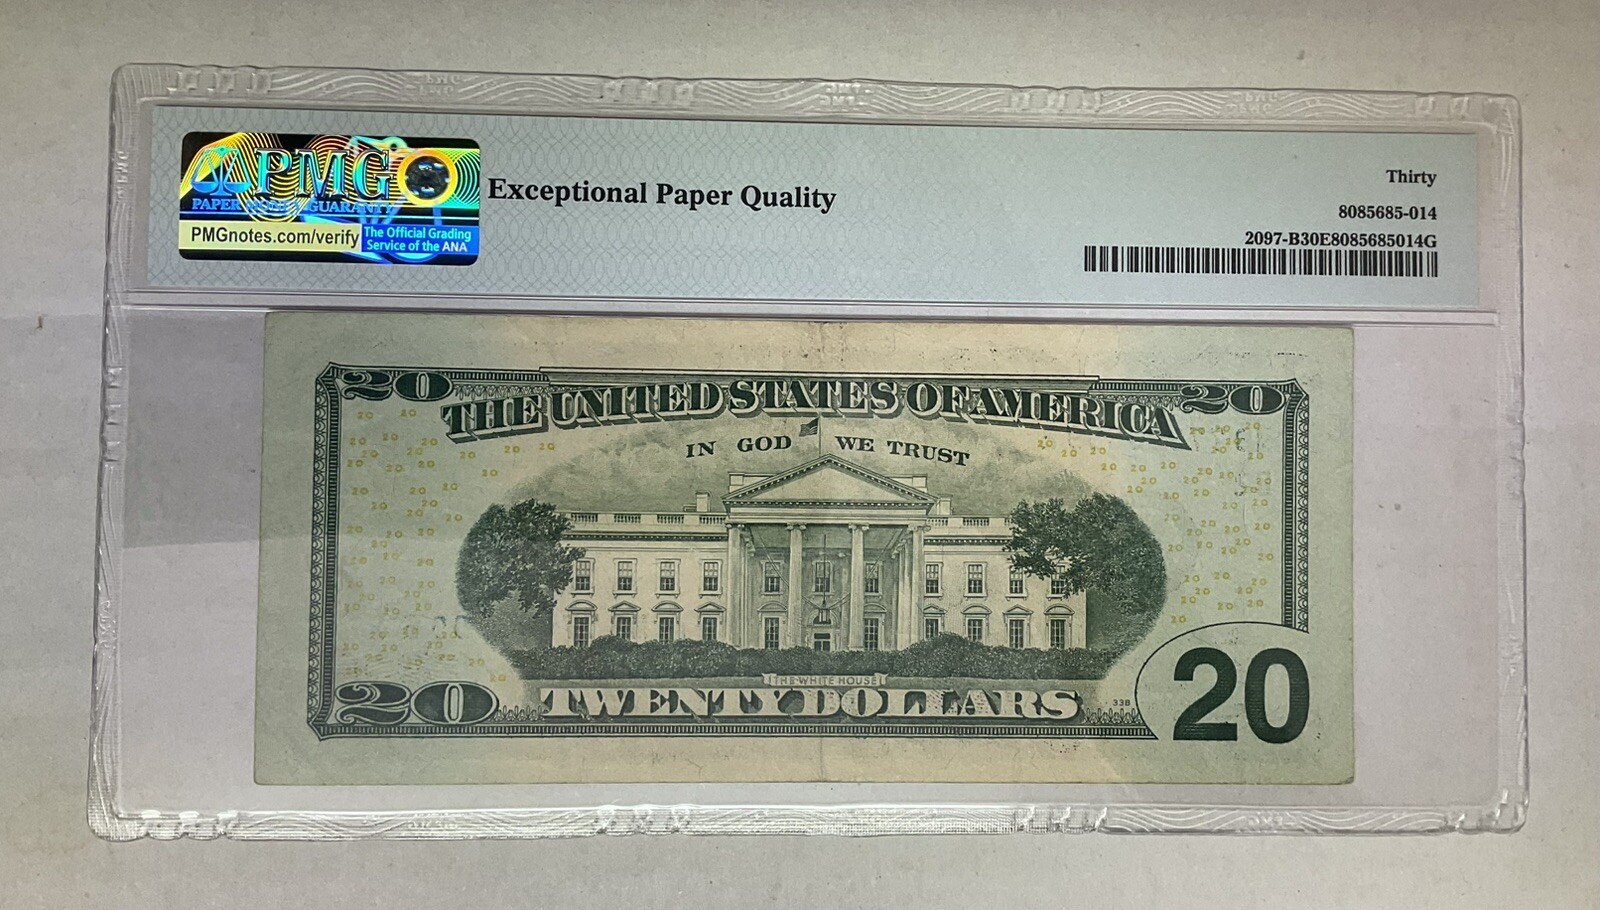 PMG
PAPER MONEY GUARANTY
PMGnotes.com/verify
The Official Grading
Service of the ANA
Exceptional Paper Quality
Thirty
8085685-014
2097-B30E8085685014G
20 20
THE UNITED STATES OF AMERICA
IN GOD WE TRUST
THE WHITE HOUSE
20 TWENTY DOLLARS 338 20